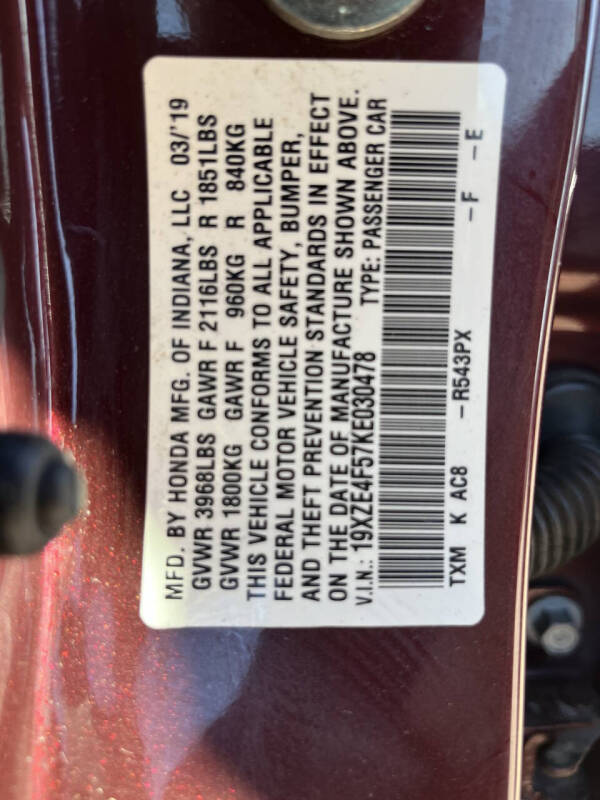 MFD. BY HONDA MFG. OF INDIANA, LLC 03/'19
GVWR 3968LBS GAWR F 2116LBS R 1851LBS
GVWR 1800KG GAWR F 960KG R 840KG
THIS VEHICLE CONFORMS TO ALL APPLICABLE
FEDERAL MOTOR VEHICLE SAFETY, BUMPER,
AND THEFT PREVENTION STANDARDS IN EFFECT
ON THE DATE OF MANUFACTURE SHOWN ABOVE.
V.I.N.: 19XZE4F57KE030478 TYPE: PASSENGER CAR
TXM K AC8 -R543PX -F -E